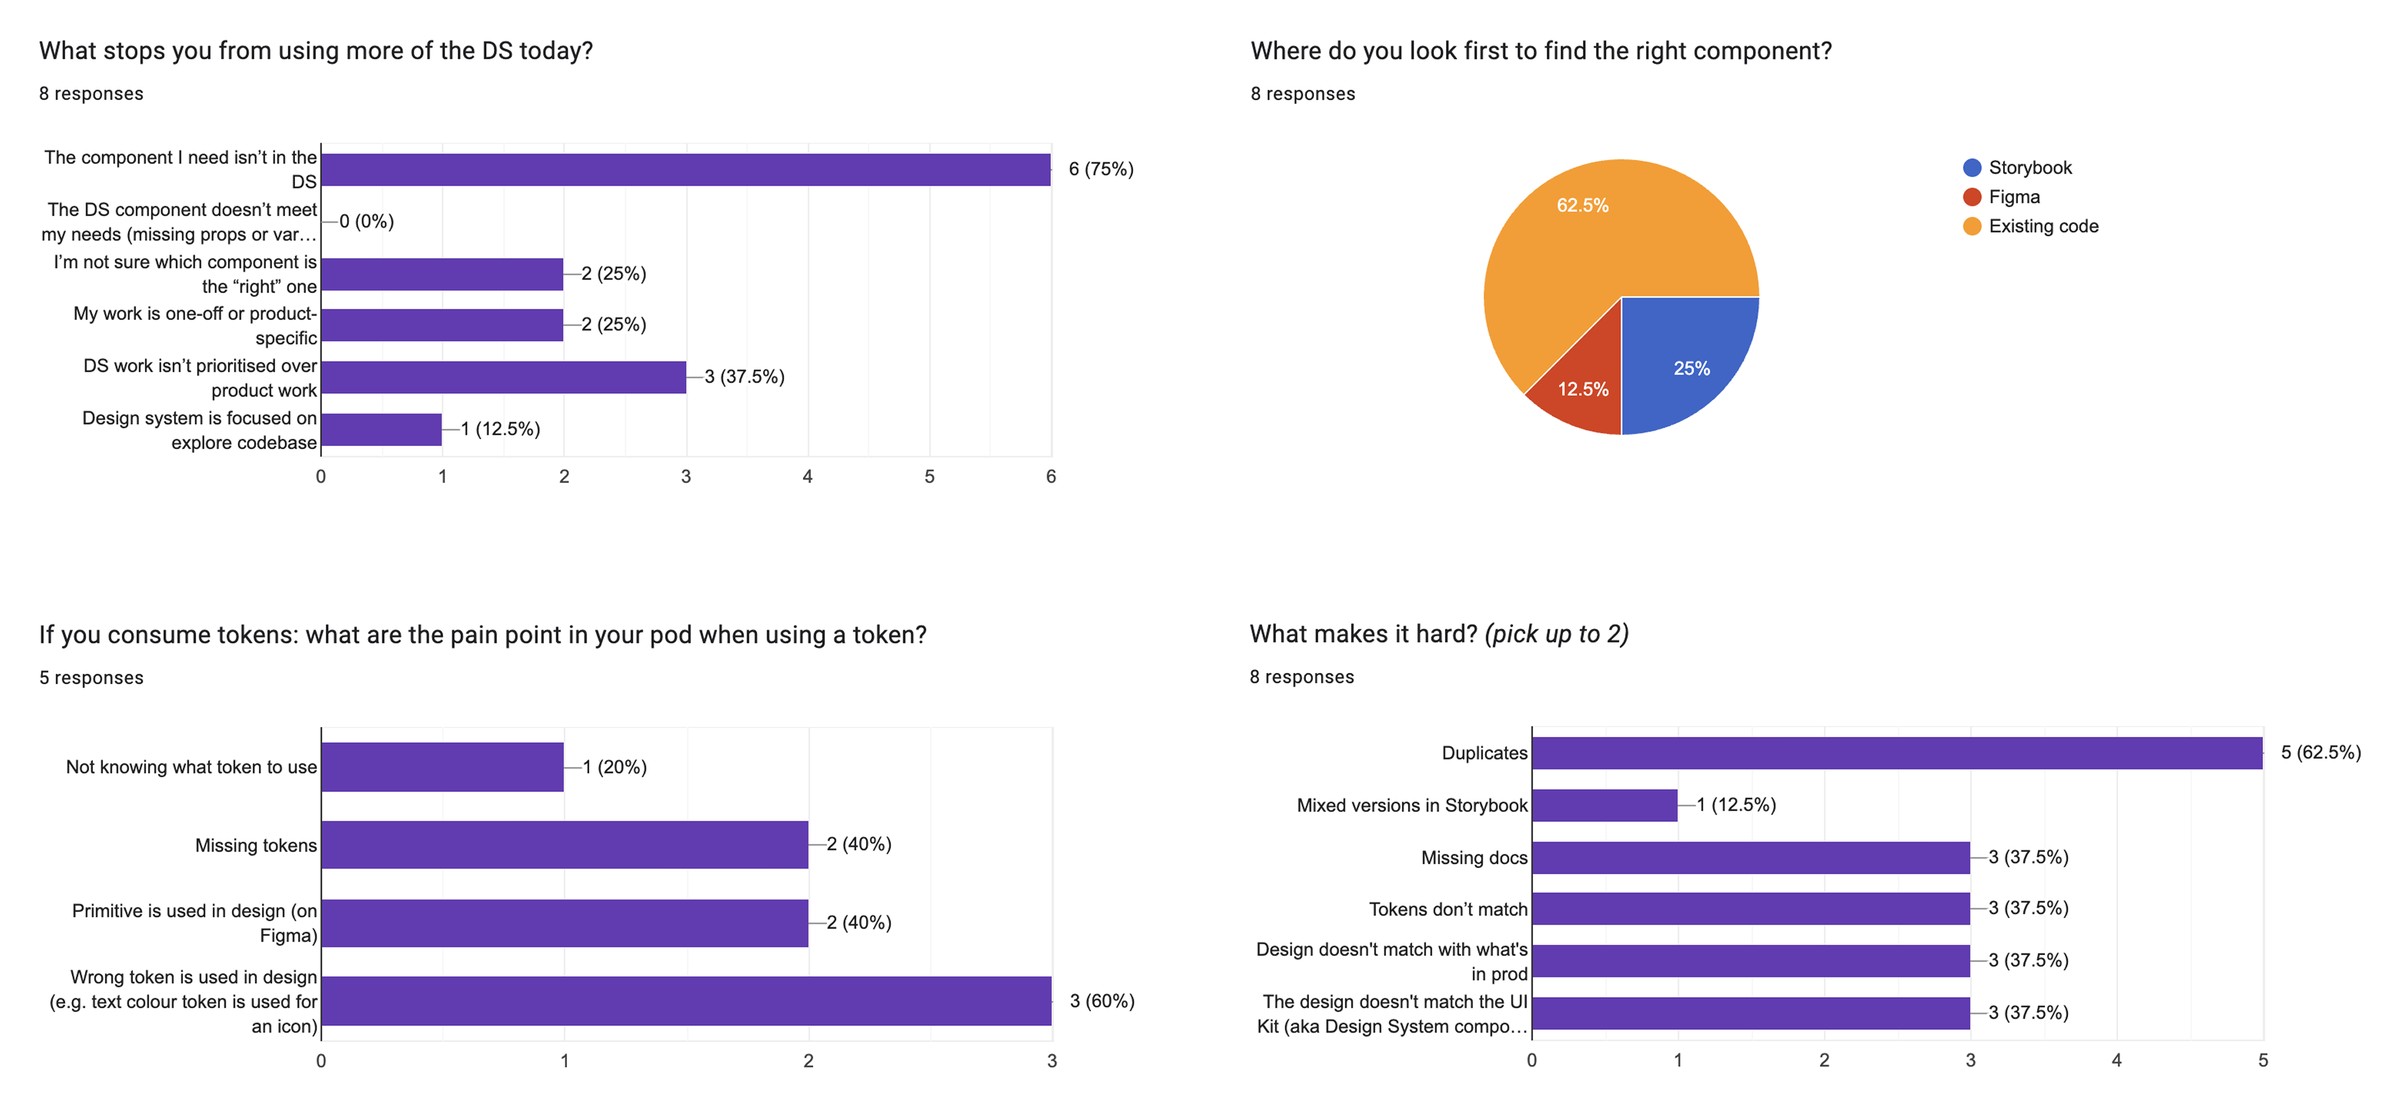 What stops you from using more of the DS today?
8 responses
The component I need isn’t in the
DS
6 (75%)
The DS component doesn’t meet
my needs (missing props or var…
0 (0%)
I’m not sure which component is
the “right” one
2 (25%)
My work is one-off or product-
specific
2 (25%)
DS work isn’t prioritised over
product work
3 (37.5%)
Design system is focused on
explore codebase
1 (12.5%)
0 1 2 3 4 5 6
Where do you look first to find the right component?
8 responses
62.5%
25%
12.5%
Storybook
Figma
Existing code
If you consume tokens: what are the pain point in your pod when using a token?
5 responses
Not knowing what token to use
1 (20%)
Missing tokens
2 (40%)
Primitive is used in design (on
Figma)
2 (40%)
Wrong token is used in design
(e.g. text colour token is used for
an icon)
3 (60%)
0 1 2 3
What makes it hard? (pick up to 2)
8 responses
Duplicates
5 (62.5%)
Mixed versions in Storybook
1 (12.5%)
Missing docs
3 (37.5%)
Tokens don’t match
3 (37.5%)
Design doesn't match with what's
in prod
3 (37.5%)
The design doesn't match the UI
Kit (aka Design System compo…
3 (37.5%)
0 1 2 3 4 5